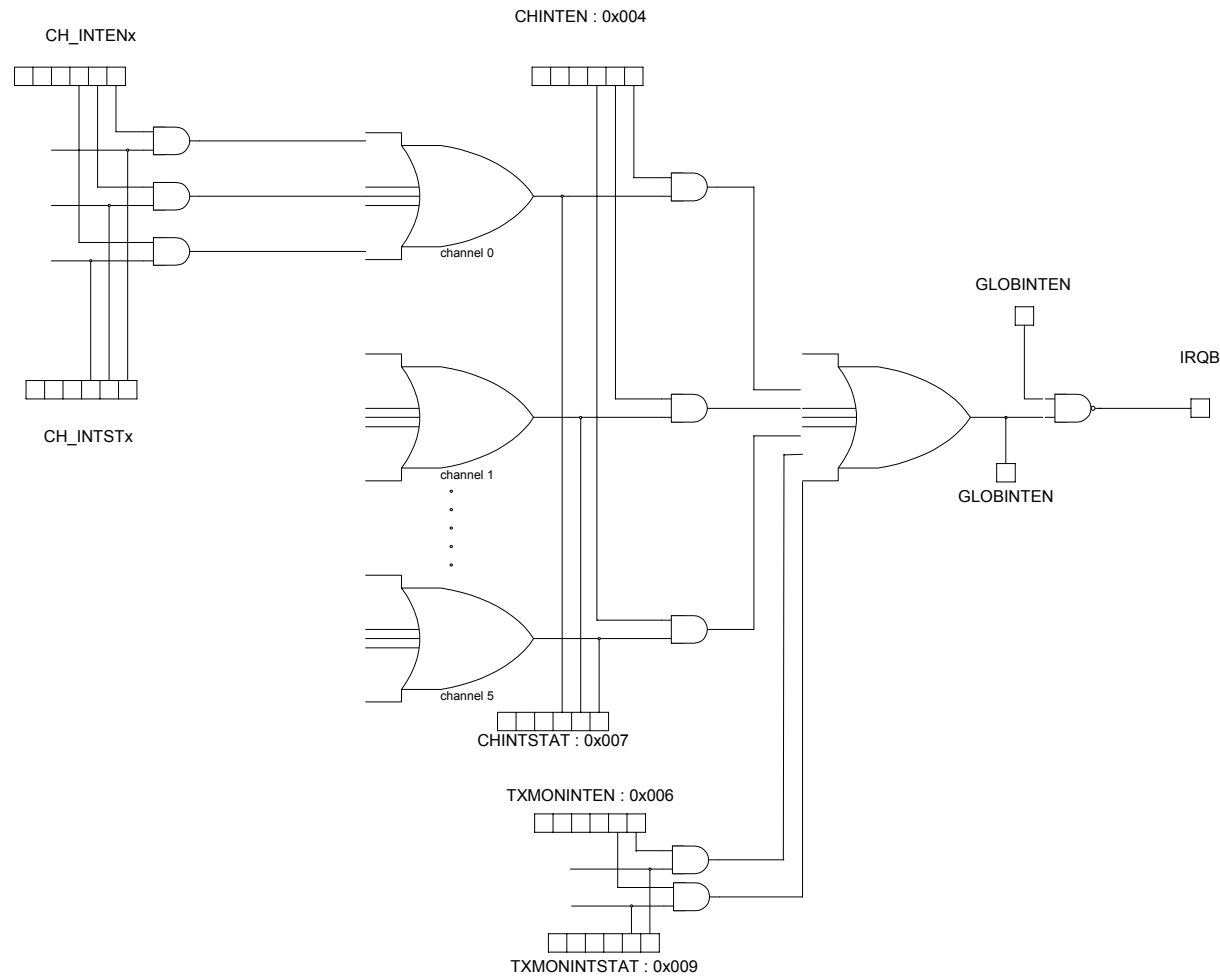 CHINTEN : 0x004
CH_INTENx
channel 0
GLOBINTEN
IRQB
CH_INTSTx
channel 1
GLOBINTEN
channel 5
CHINTSTAT : 0x007
TXMONINTEN : 0x006
TXMONINTSTAT : 0x009